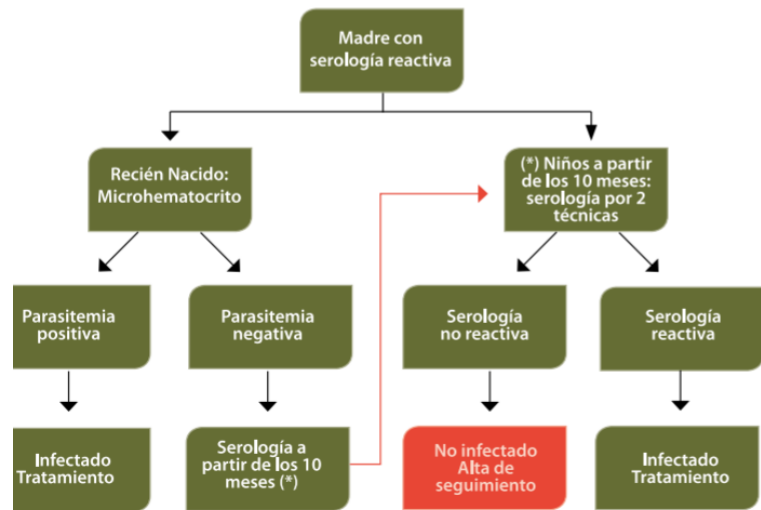 Madre con
serología reactiva
Recién Nacido:
Microhematocrito
(*) Niños a partir
de los 10 meses:
serología por 2
técnicas
Parasitemia
positiva
Parasitemia
negativa
Serología
no reactiva
Serología
reactiva
Infectado
Tratamiento
Serología a
partir de los 10
meses (*)
No infectado
Alta de
seguimiento
Infectado
Tratamiento